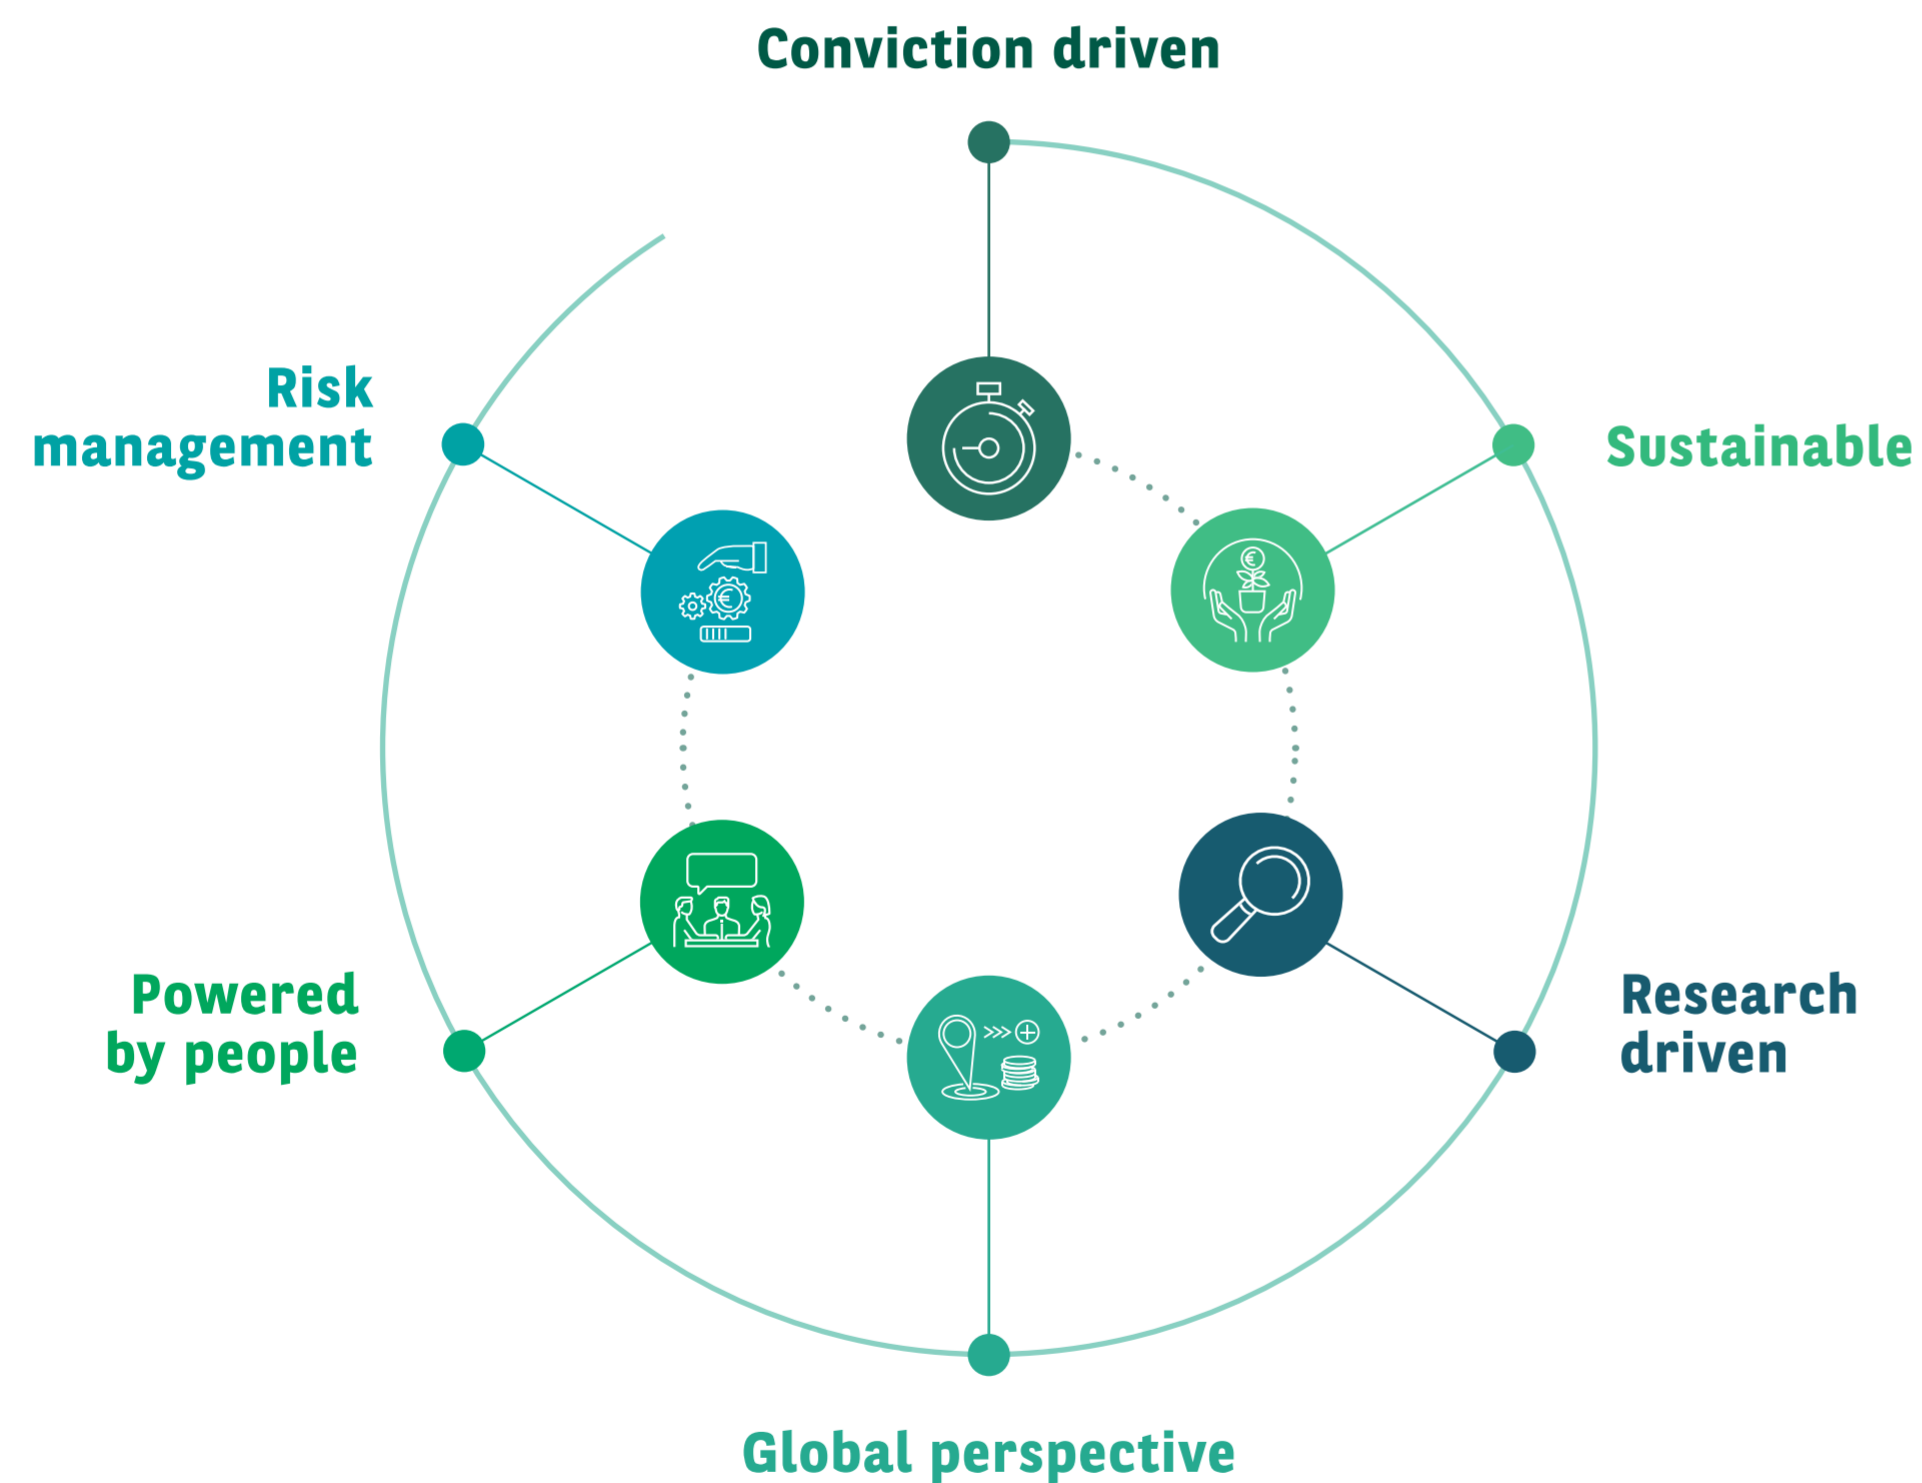 Conviction driven
Sustainable
Research
driven
Global perspective
Powered
by people
Risk
management